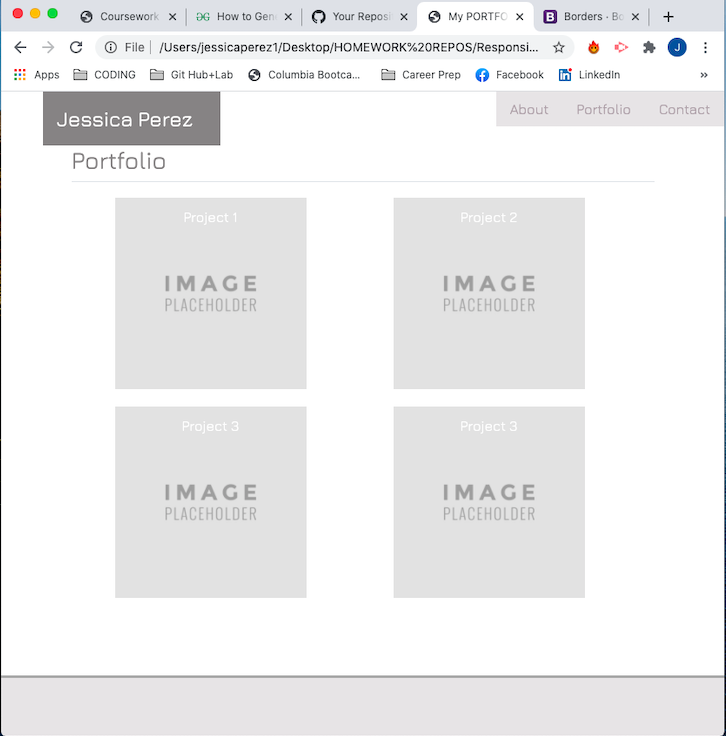 Coursework
How to Gen
Your Reposi
My PORTFO
Borders · Bo
File
/Users/jessicaperez1/Desktop/HOMEWORK%20REPOS/Responsi...
J
Apps
CODING
Git Hub+Lab
Columbia Bootca...
Career Prep
Facebook
LinkedIn
»
Jessica Perez
About
Portfolio
Contact
Portfolio
Project 1
IMAGE
PLACEHOLDER
Project 2
IMAGE
PLACEHOLDER
Project 3
IMAGE
PLACEHOLDER
Project 3
IMAGE
PLACEHOLDER